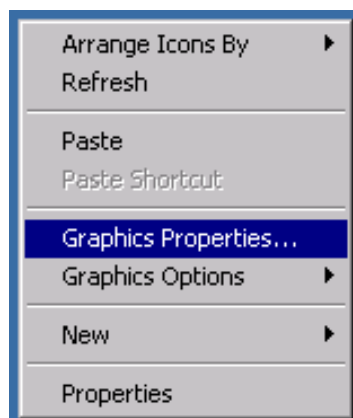 Arrange Icons By
Refresh
Paste
Paste Shortcut
Graphics Properties...
Graphics Options
New
Properties